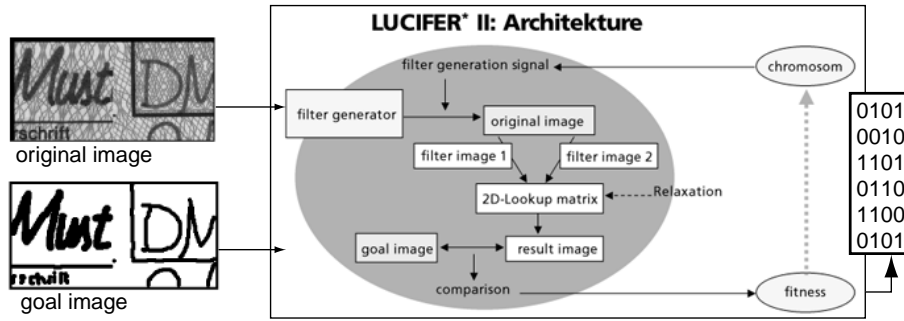 LUCIFER* II: Architekture
Must DM
rschrift
original image
Must DM
rschrift
goal image
filter generation signal
chromosom
filter generator
original image
filter image 1
filter image 2
2D-Lookup matrix
Relaxation
goal image
result image
comparison
fitness
0101
0010
1101
0110
1100
0101